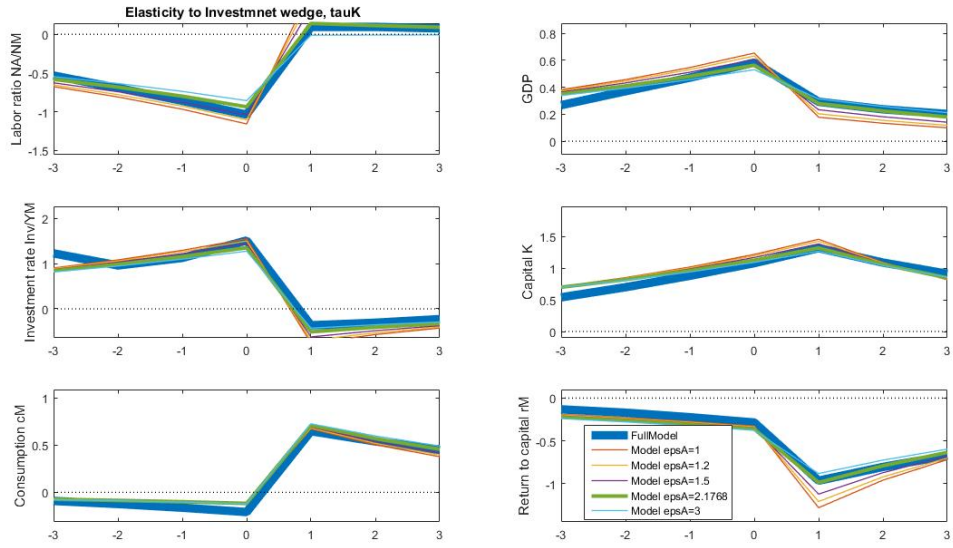 Elasticity to Investmnet wedge, tauK
Labor ratio NA/NM
0
-0.5
-1
-1.5
-3 -2 -1 0 1 2 3
GDP
0.8
0.6
0.4
0.2
0
-3 -2 -1 0 1 2 3
Investment rate Inv/YM
2
1
0
-3 -2 -1 0 1 2 3
Capital K
1.5
1
0.5
0
-3 -2 -1 0 1 2 3
Consumption cM
1
0.5
0
-3 -2 -1 0 1 2 3
Return to capital rM
0
-0.5
-1
-3 -2 -1 0 1 2 3
FullModel
Model epsA=1
Model epsA=1.2
Model epsA=1.5
Model epsA=2.1768
Model epsA=3